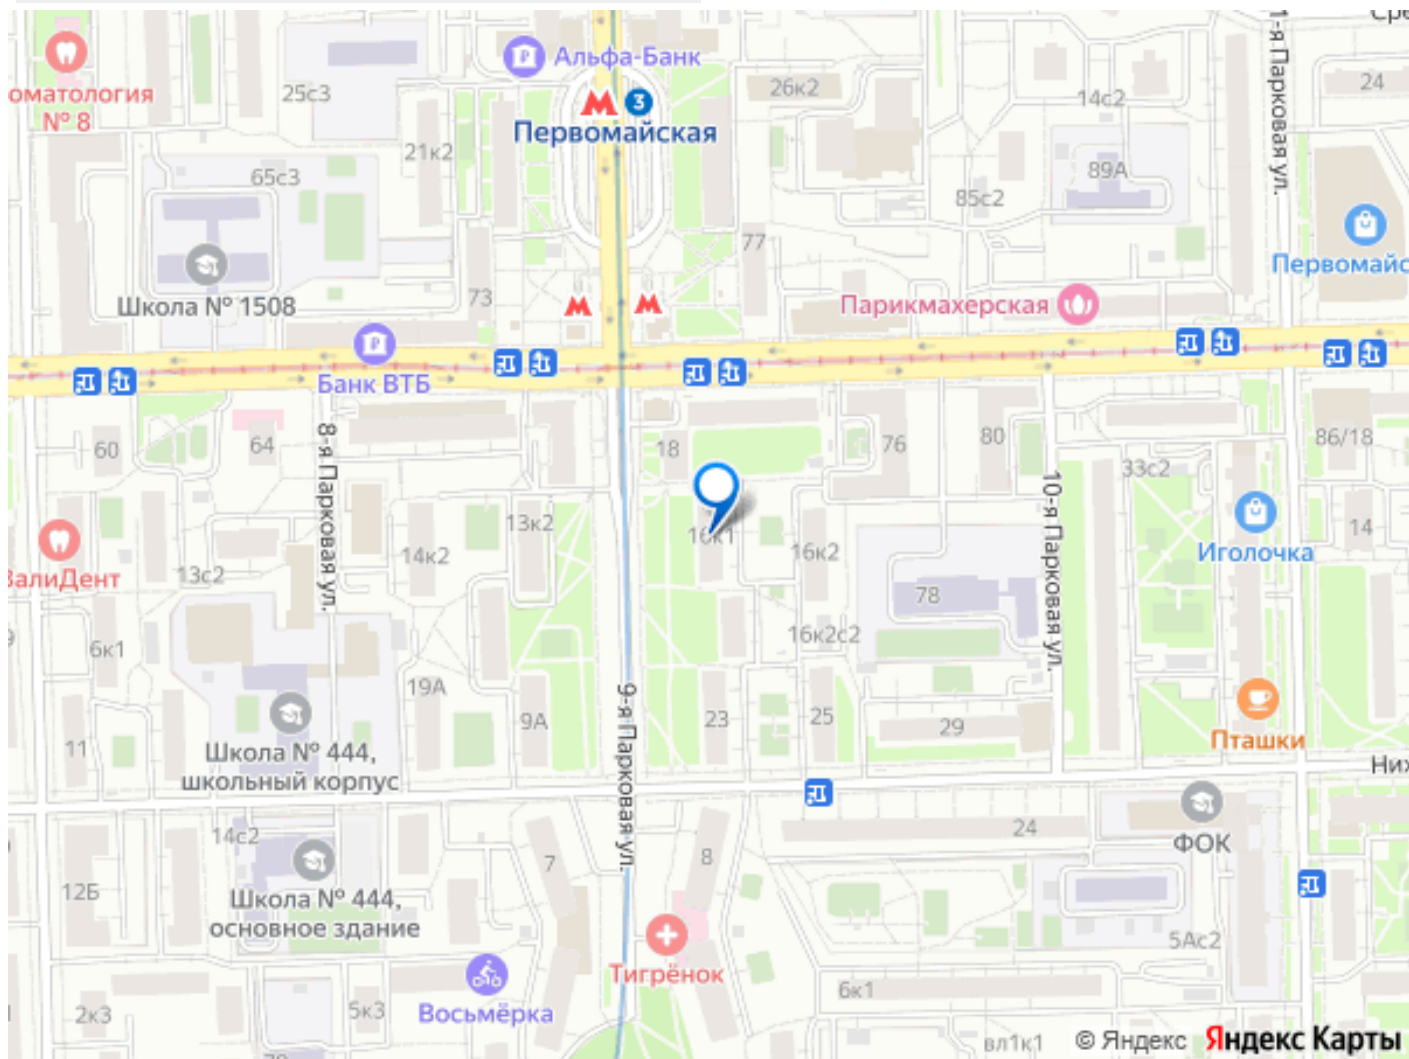 Альфа-Банк
24
25с3
26к2
14с2
оматология
№ 8
3
Первомайская
1-я Парковая ул.
21к2
65с3
89А
85с2
77
Школа № 1508
73
Парикмахерская
Первомайс
Банк ВТБ
60
64
8-я Парковая ул.
18
76
80
86/18
33с2
10-я Парковая ул.
13к2
16к1
16к2
14
14к2
Иголочка
ВалиДент
13с2
78
6к1
16к2с2
19А
9А
9-я Парковая ул.
23
25
29
11
Школа № 444,
школьный корпус
Пташки
Ниж
14с2
7
8
24
ФОК
12Б
Школа № 444,
основное здание
5Ас2
Тигрёнок
2к3
5к3
Восьмёрка
6к1
вл1к1
© Яндекс Яндекс Карты